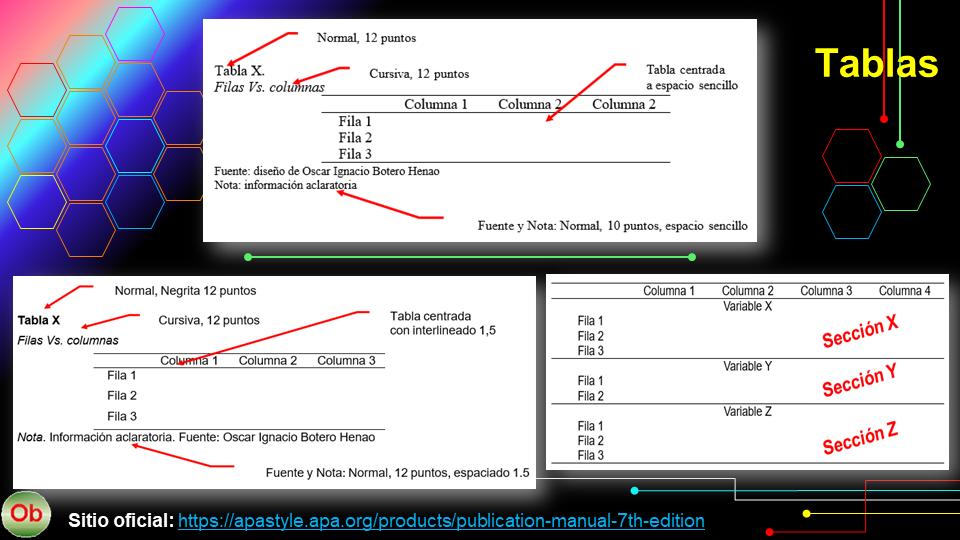 Tablas
Normal, 12 puntos
Tabla X.
Cursiva, 12 puntos
Filas Vs. columnas
Tabla centrada
a espacio sencillo
Columna 1 Columna 2 Columna 2
Fila 1
Fila 2
Fila 3
Fuente: diseño de Oscar Ignacio Botero Henao
Nota: información aclaratoria
Fuente y Nota: Normal, 10 puntos, espacio sencillo
Normal, Negrita 12 puntos
Tabla X
Cursiva, 12 puntos
Filas Vs. columnas
Tabla centrada
con interlineado 1,5
Columna 1 Columna 2 Columna 3
Fila 1
Fila 2
Fila 3
Nota. Información aclaratoria. Fuente: Oscar Ignacio Botero Henao
Fuente y Nota: Normal, 12 puntos, espaciado 1.5
Columna 1 Columna 2 Columna 3 Columna 4
Variable X
Fila 1
Fila 2
Fila 3
Sección X
Variable Y
Fila 1
Fila 2
Sección Y
Variable Z
Fila 1
Fila 2
Fila 3
Sección Z
Ob
Sitio oficial: https://apastyle.apa.org/products/publication-manual-7th-edition